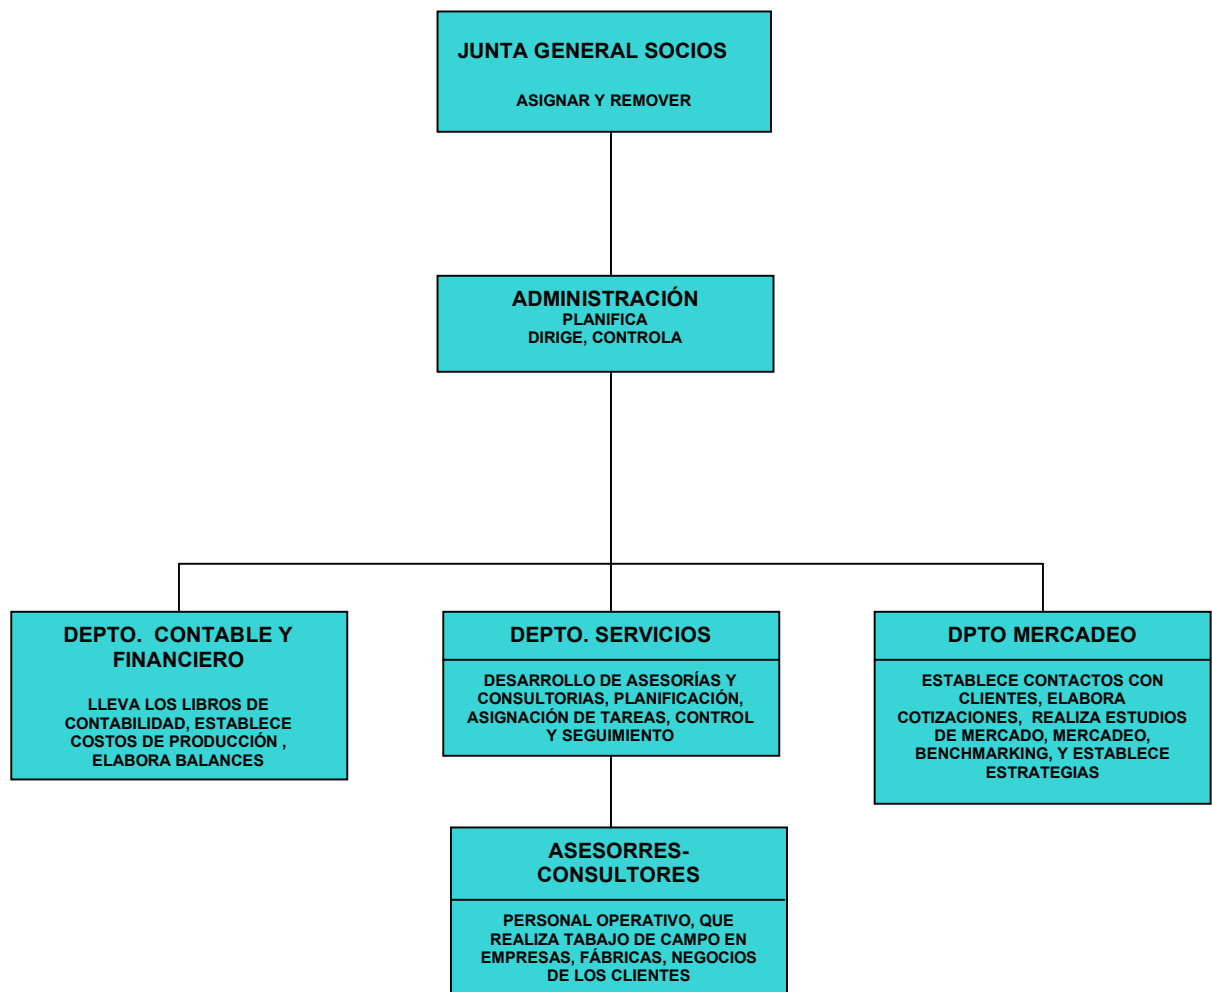 JUNTA GENERAL SOCIOS
ASIGNAR Y REMOVER
ADMINISTRACIÓN
PLANIFICA
DIRIGE, CONTROLA
DEPTO. CONTABLE Y
FINANCIERO
LLEVA LOS LIBROS DE
CONTABILIDAD, ESTABLECE
COSTOS DE PRODUCCIÓN ,
ELABORA BALANCES
DEPTO. SERVICIOS
DESARROLLO DE ASESORÍAS Y
CONSULTORIAS, PLANIFICACIÓN,
ASIGNACIÓN DE TAREAS, CONTROL
Y SEGUIMIENTO
DPTO MERCADEO
ESTABLECE CONTACTOS CON
CLIENTES, ELABORA
COTIZACIONES, REALIZA ESTUDIOS
DE MERCADO, MERCADEO,
BENCHMARKING, Y ESTABLECE
ESTRATEGIAS
ASESORRES-
CONSULTORES
PERSONAL OPERATIVO, QUE
REALIZA TABAJO DE CAMPO EN
EMPRESAS, FÁBRICAS, NEGOCIOS
DE LOS CLIENTES